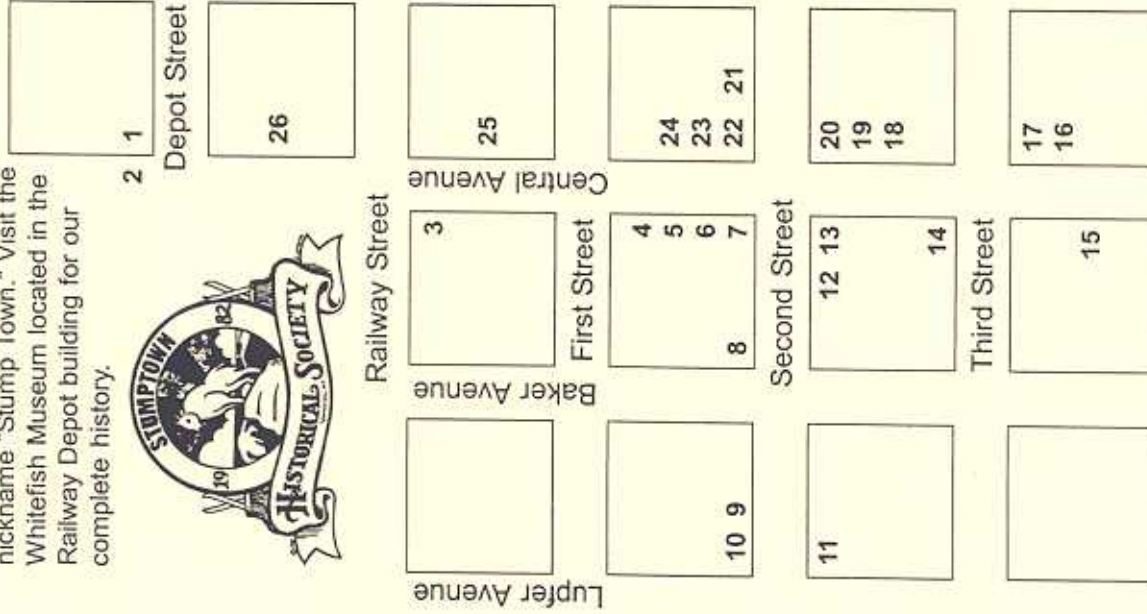 nickname "Stump Town." Visit the
Whitefish Museum located in the
Railway Depot building for our
complete history.
2
1
Depot Street
STUMPTOWN
19 82
HISTORICAL SOCIETY
26
Railway Street
Lupfer Avenue
Baker Avenue
Central Avenue
3
25
First Street
4
5
6
7
8
24
23
22 21
10 9
Second Street
11
12 13
14
20
19
18
Third Street
15
17
16